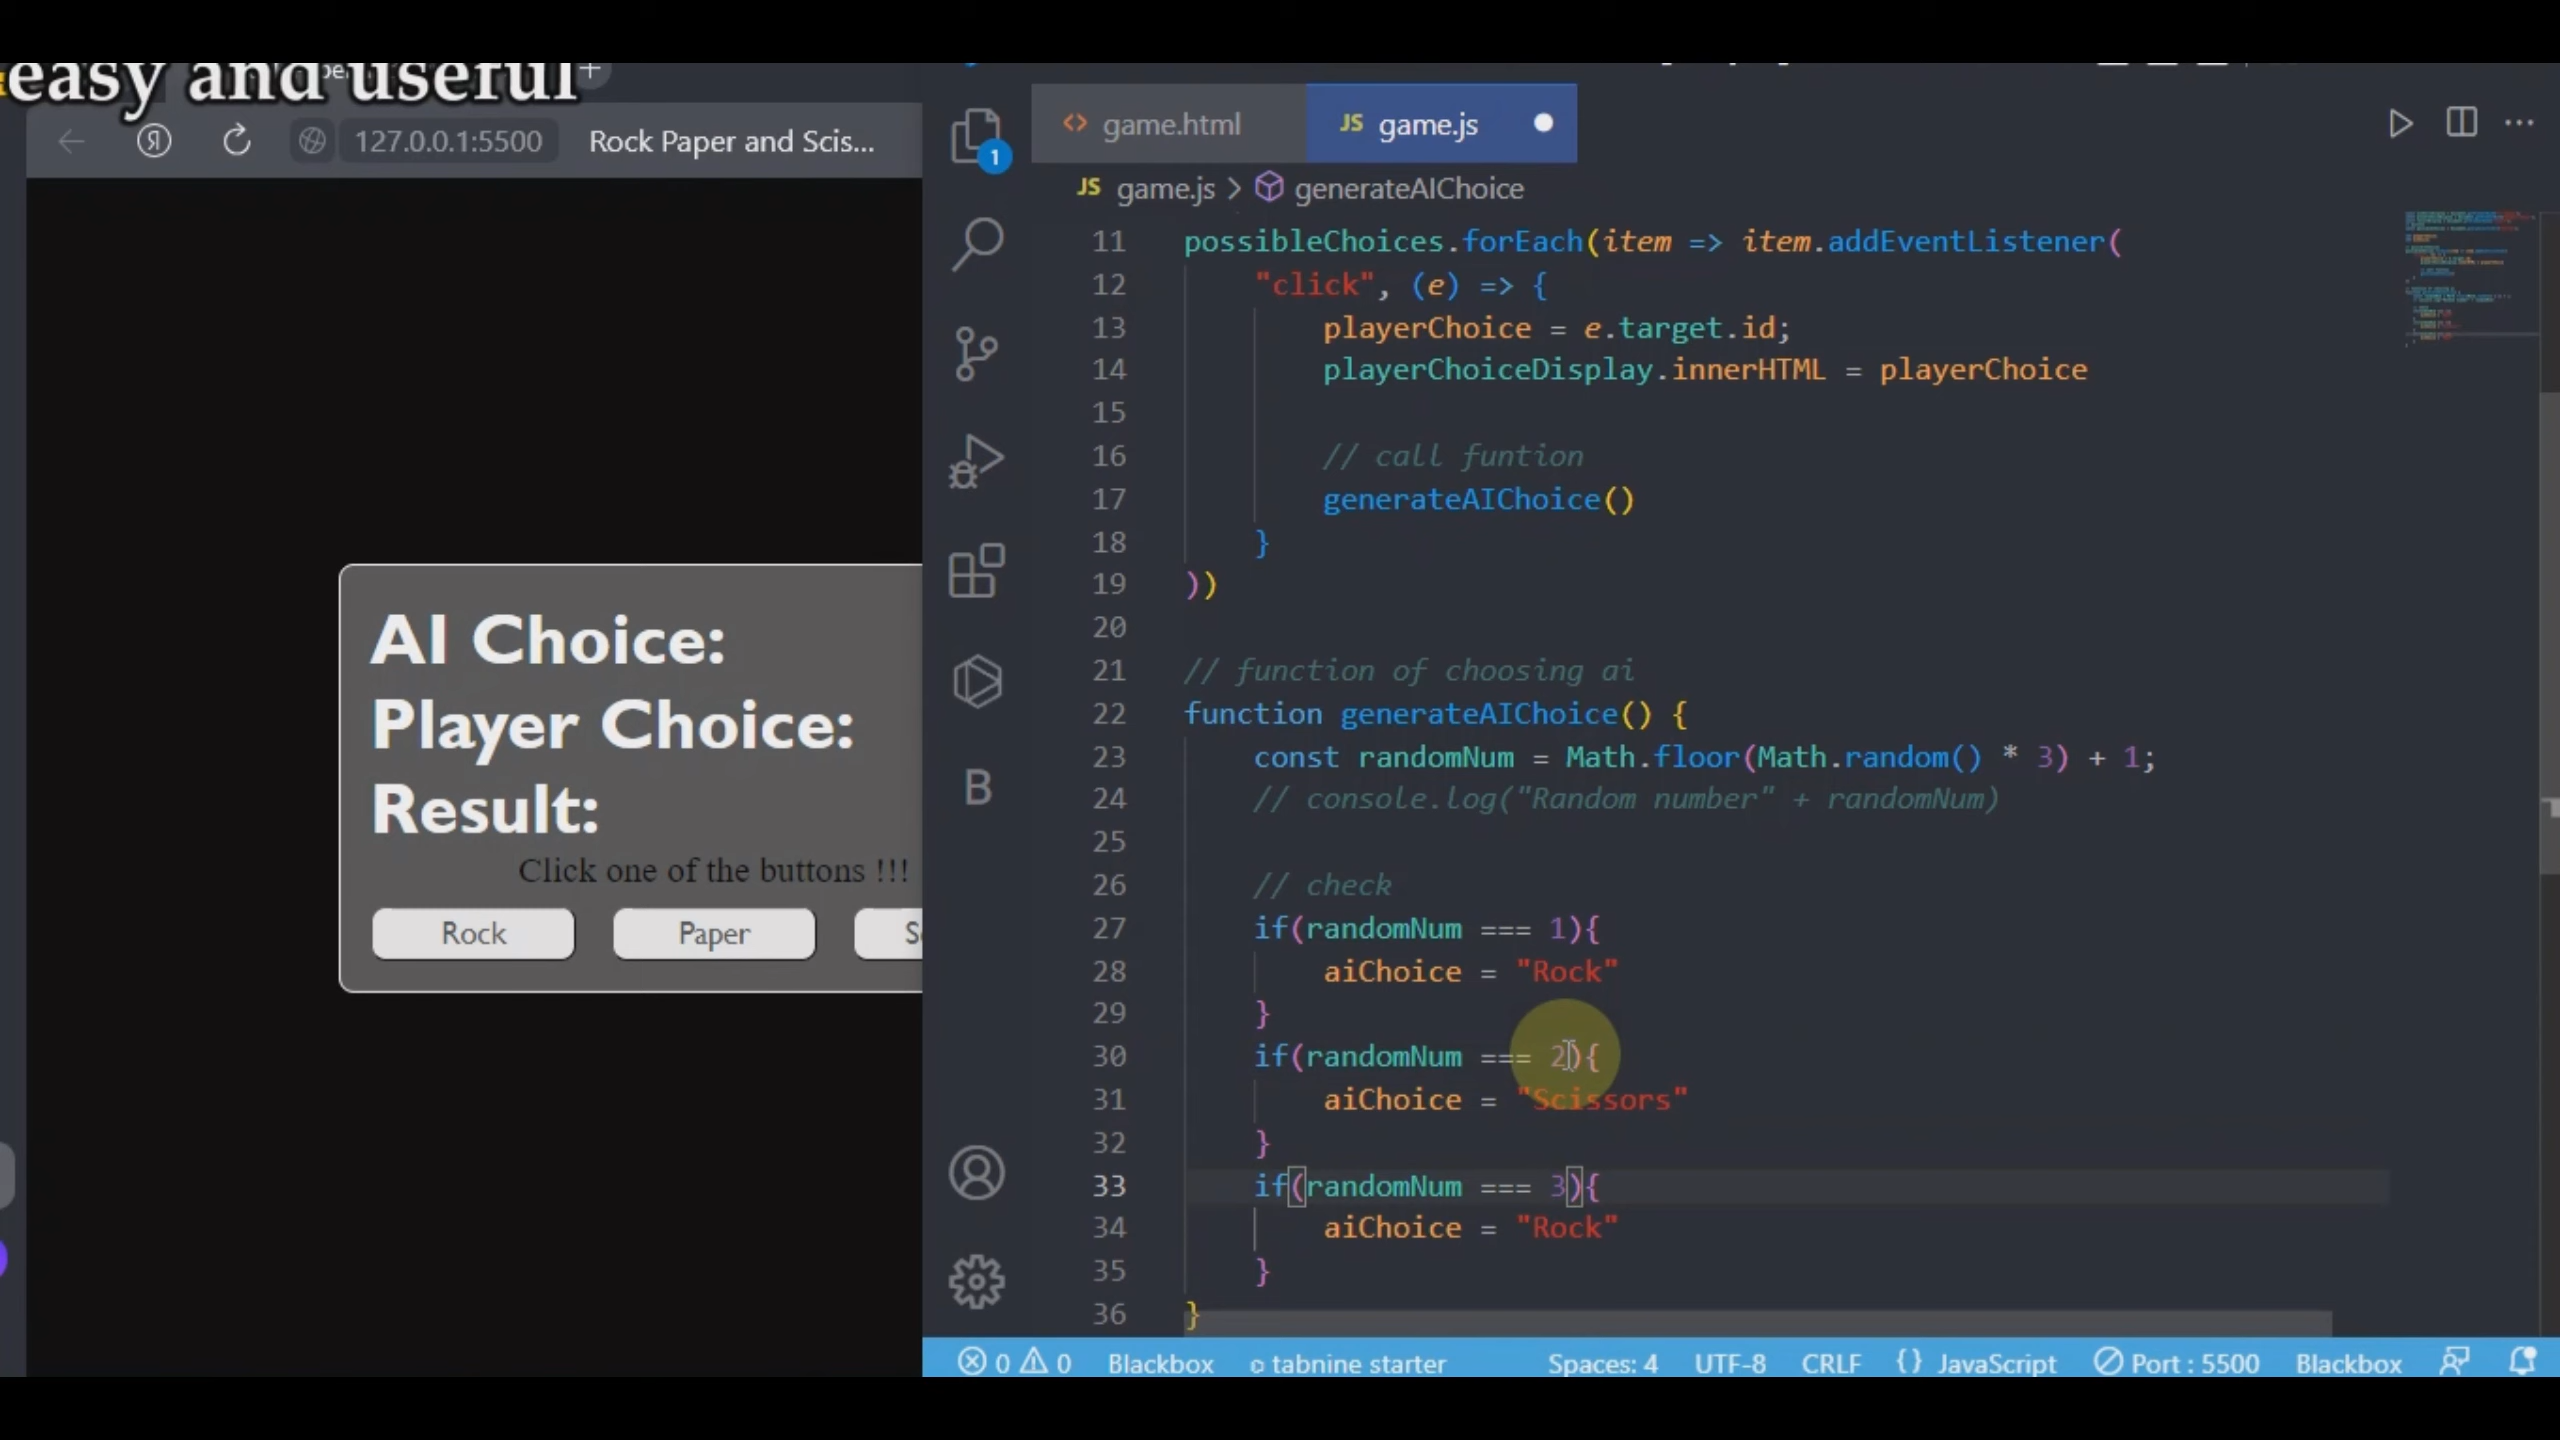 easy and useful
127.0.0.1:5500 Rock Paper and Scis...
AI Choice:
Player Choice:
Result:
Click one of the buttons !!!
Rock Paper
game.html JS game.js
1
JS game.js > generateAIChoice
11 possibleChoices.forEach(item => item.addEventListener(
12 "click", (e) => {
13 playerChoice = e.target.id;
14 playerChoiceDisplay.innerHTML = playerChoice
15
16 // call funtion
17 generateAIChoice()
18 }
19 ))
20
21 // function of choosing ai
22 function generateAIChoice() {
23 const randomNum = Math.floor(Math.random() * 3) + 1;
24 // console.log("Random number" + randomNum)
25
26 // check
27 if(randomNum === 1){
28 aiChoice = "Rock"
29 }
30 if(randomNum === 2){
31 aiChoice = "Scissors"
32 }
33 if(randomNum === 3){
34 aiChoice = "Rock"
35 }
36 }
B
0 0 Blackbox tabnine starter Spaces: 4 UTF-8 CRLF {} JavaScript Port : 5500 Blackbox